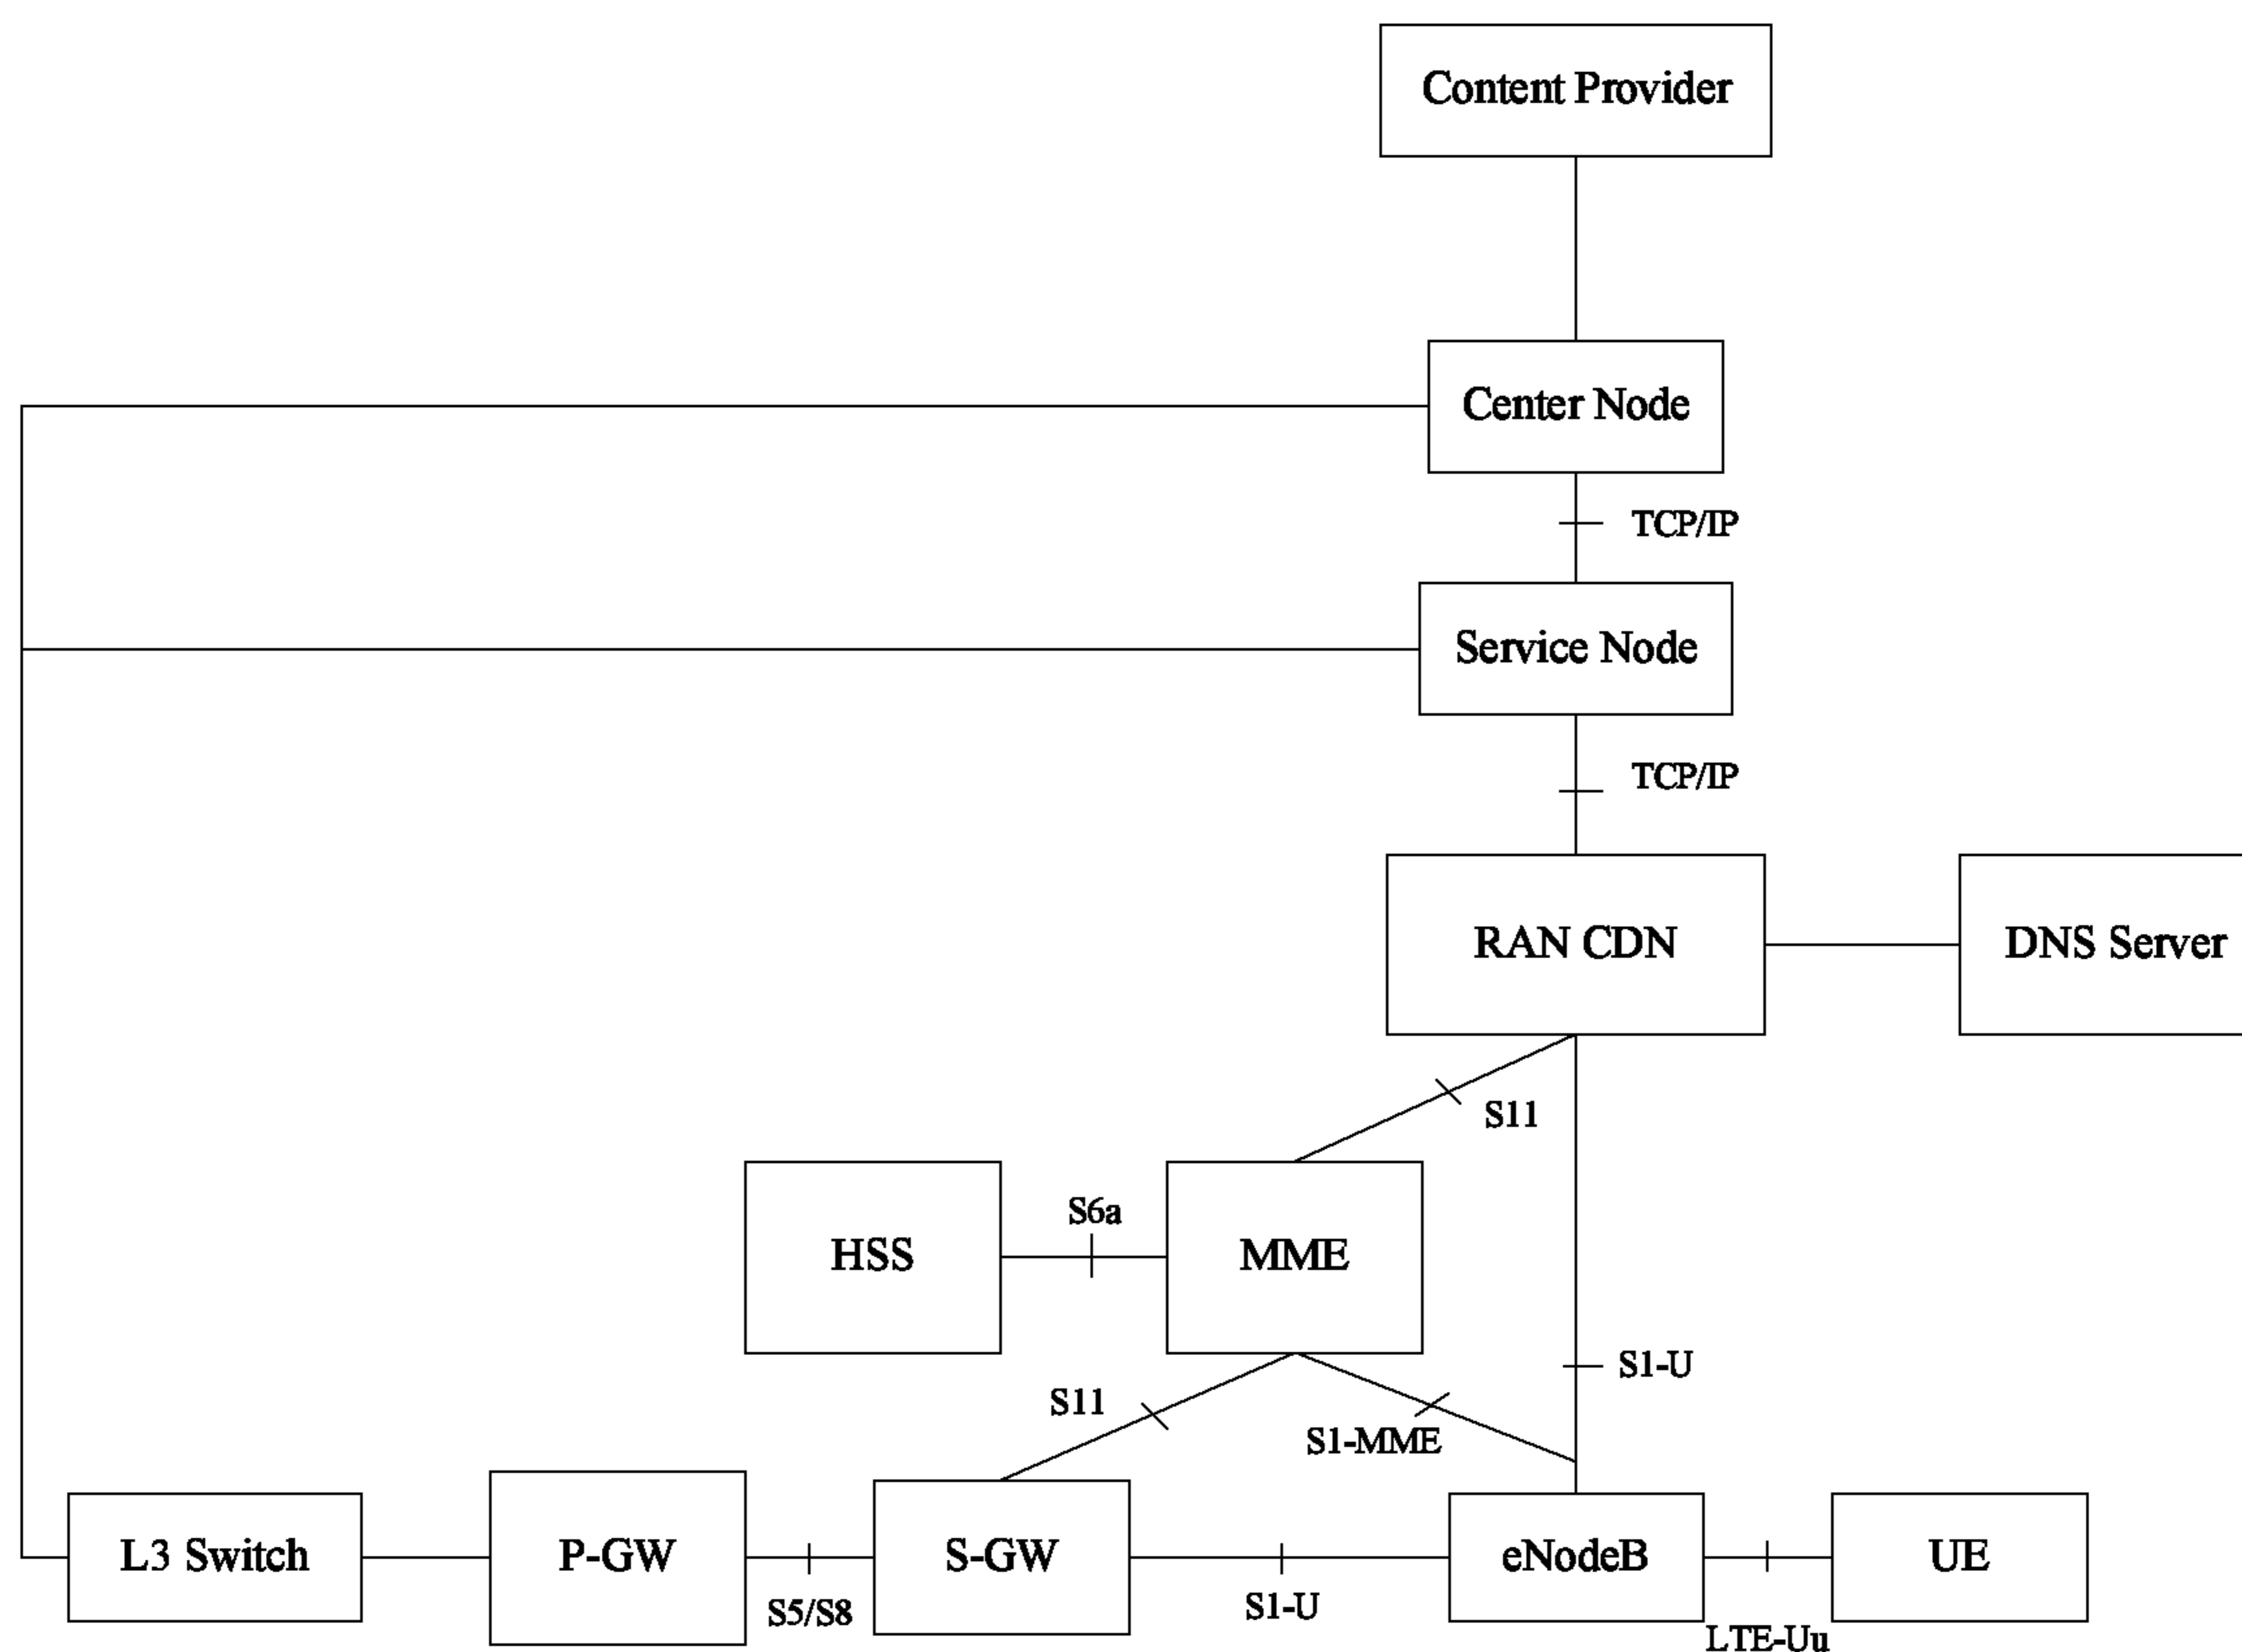 Content Provider
Center Node
TCP/IP
Service Node
TCP/IP
RAN CDN
DNS Server
S11
S6a
HSS
MME
S1-U
S11
S1-MME
L3 Switch
P-GW
S-GW
eNodeB
UE
S5/S8
S1-U
LTE-Uu